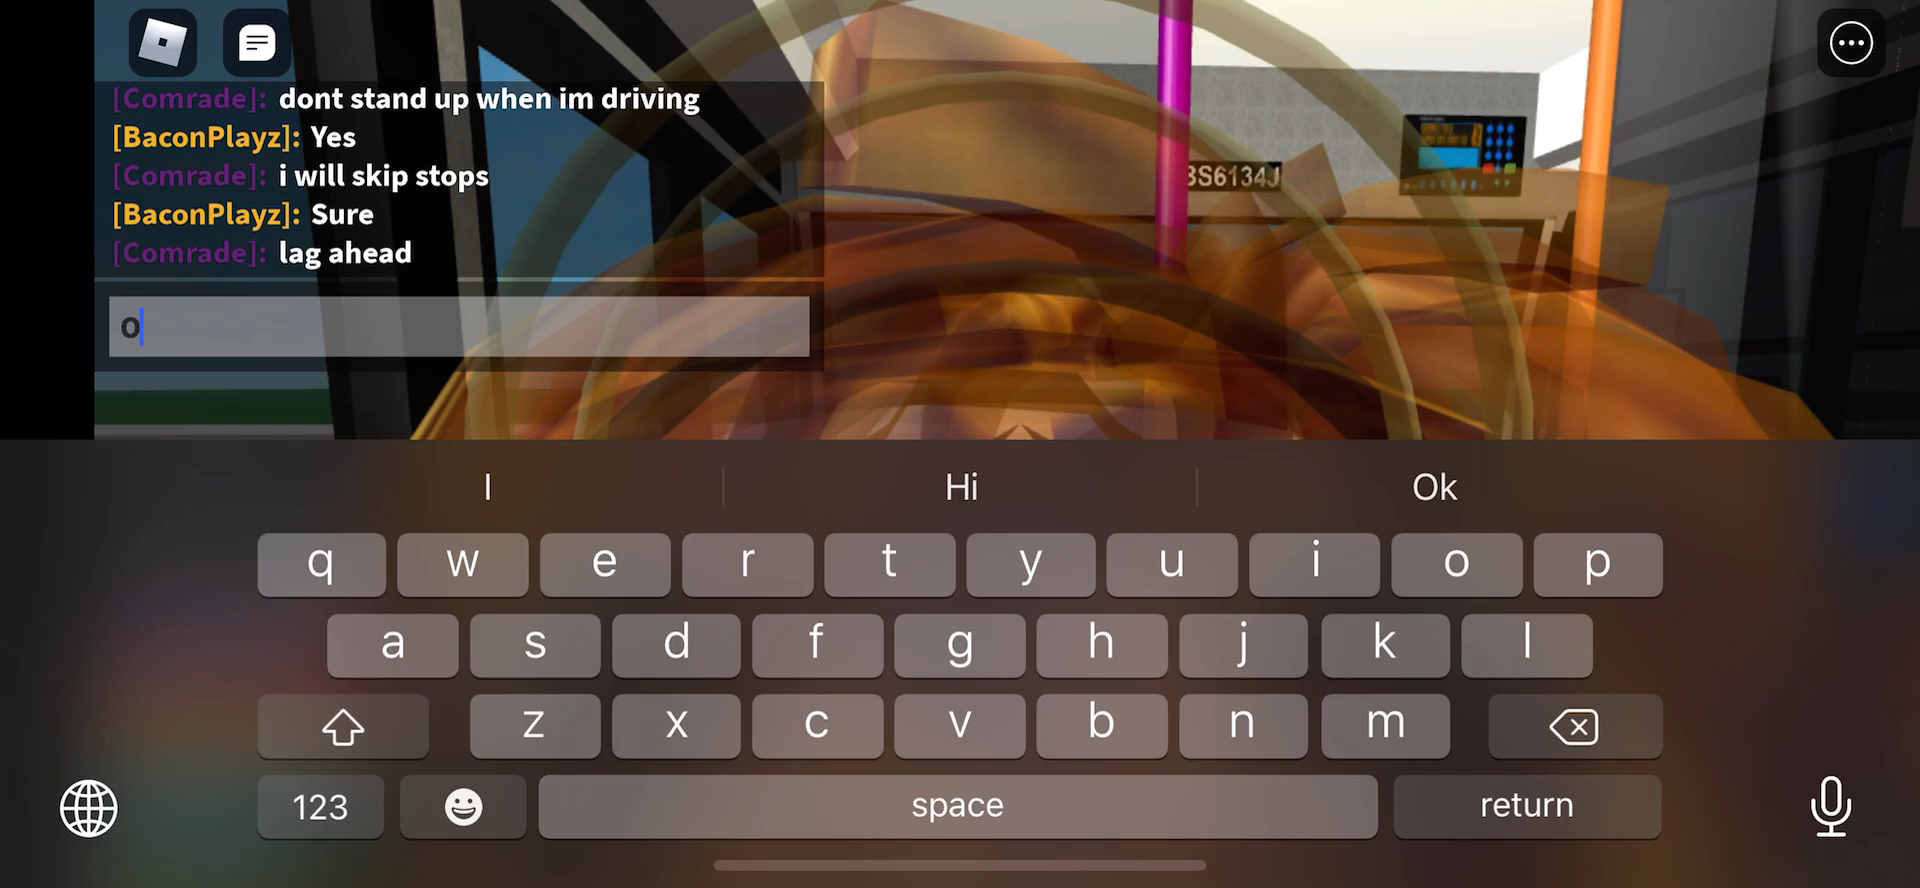 [Comrade]: dont stand up when im driving
[BaconPlayz]: Yes
[Comrade]: i will skip stops
[BaconPlayz]: Sure
[Comrade]: lag ahead
o
SBS6134J
I Hi Ok
q w e r t y u i o p
a s d f g h j k l
z x c v b n m
123 space return